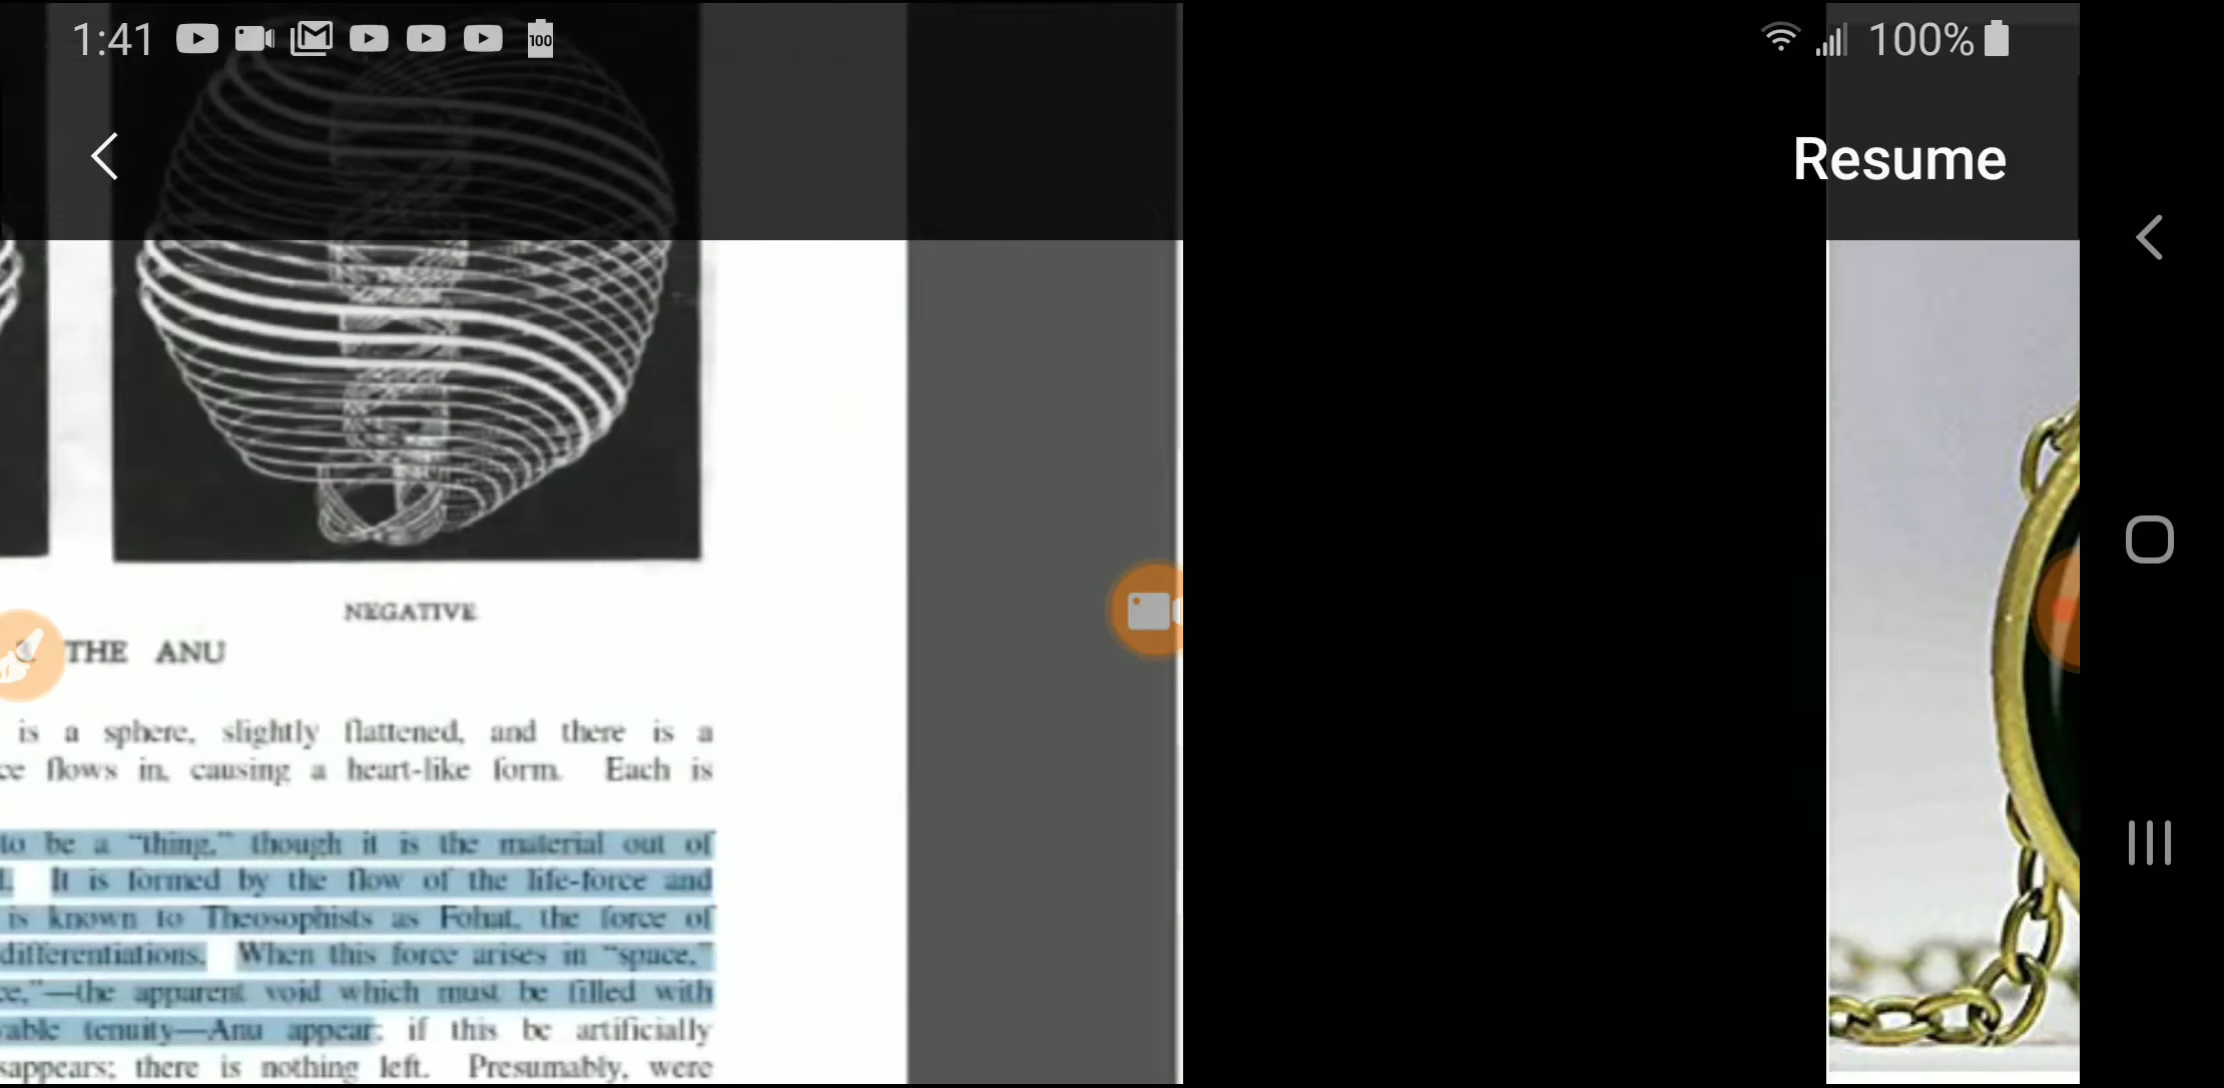 1:41
100
100%
Resume
NEGATIVE
THE ANU
is a sphere, slightly flattened, and there is a
ce flows in, causing a heart-like form. Each is
to be a "thing," though it is the material out of
It is formed by the flow of the life-force and
is known to Theosophists as Fohat, the force of
differentiations. When this force arises in "space,"
ce,"—the apparent void which must be filled with
vable tenuity—Anu appear; if this be artificially
sappears; there is nothing left. Presumably, were